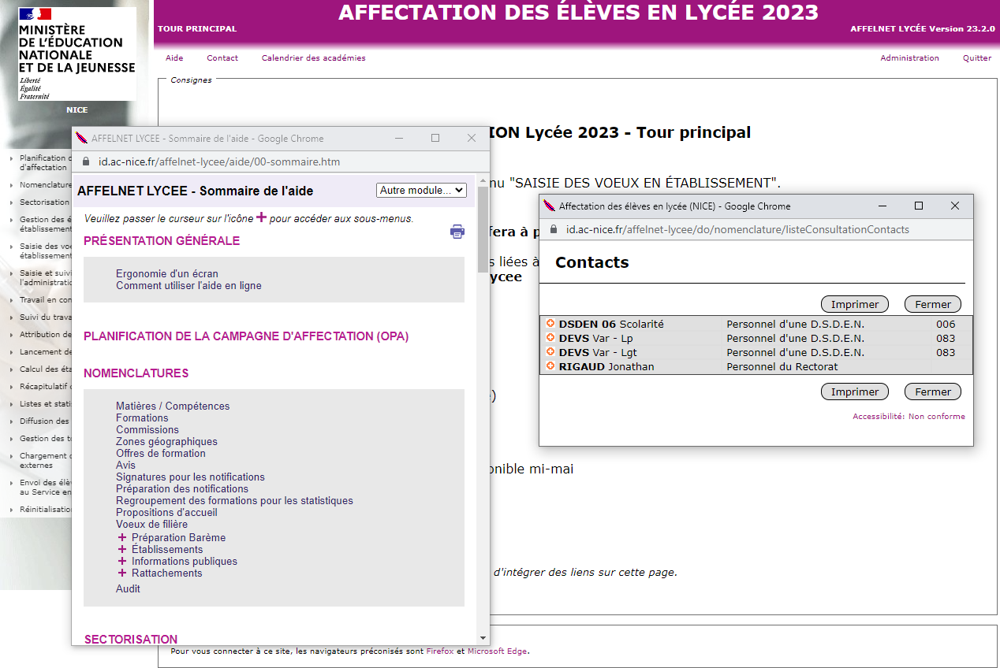 MINISTÈRE
DE L'ÉDUCATION
NATIONALE
ET DE LA JEUNESSE
Liberté
Égalité
Fraternité
NICE
AFFECTATION DES ÉLÈVES EN LYCÉE 2023
TOUR PRINCIPAL
AFFELNET LYCÉE Version 23.2.0
Aide Contact Calendrier des académies Administration Quitter
Consignes
Planification
d'affectation
Nomenclature
Sectorisation
Gestion des
établissement
Saisie des
établissement
Saisie et suivi
l'administratio
Travail en
Suivi du
Attribution de
Lancement
Calcul des
Récapitulatif
Listes et
Diffusion des
Gestion des
Chargement
externes
Envoi des
au Service
ION Lycée 2023 - Tour principal
nu "SAISIE DES VOEUX EN ÉTABLISSEMENT".
fera à p
s liées à
ycee
onible mi-mai
d'intégrer des liens sur cette page.
Pour vous connecter à ce site, les navigateurs préconisés sont Firefox et Microsoft Edge.
AFFELNET LYCEE - Sommaire de l'aide - Google Chrome
id.ac-nice.fr/affelnet-lycee/aide/00-sommaire.htm
AFFELNET LYCEE - Sommaire de l'aide
Autre module...
Veuillez passer le curseur sur l'icône + pour accéder aux sous-menus.
PRÉSENTATION GÉNÉRALE
Ergonomie d'un écran
Comment utiliser l'aide en ligne
PLANIFICATION DE LA CAMPAGNE D'AFFECTATION (OPA)
NOMENCLATURES
Matières / Compétences
Formations
Commissions
Zones géographiques
Offres de formation
Avis
Signatures pour les notifications
Préparation des notifications
Regroupement des formations pour les statistiques
Propositions d'accueil
Voeux de filière
+ Préparation Barème
+ Établissements
+ Informations publiques
+ Rattachements
Audit
SECTORISATION
Affectation des élèves en lycée (NICE) - Google Chrome
id.ac-nice.fr/affelnet-lycee/do/nomenclature/listeConsultationContacts
Contacts
Imprimer Fermer
DSDEN 06 Scolarité Personnel d'une D.S.D.E.N. 006
DEVS Var - Lp Personnel d'une D.S.D.E.N. 083
DEVS Var - Lgt Personnel d'une D.S.D.E.N. 083
RIGAUD Jonathan Personnel du Rectorat
Imprimer Fermer
Accessibilité: Non conforme